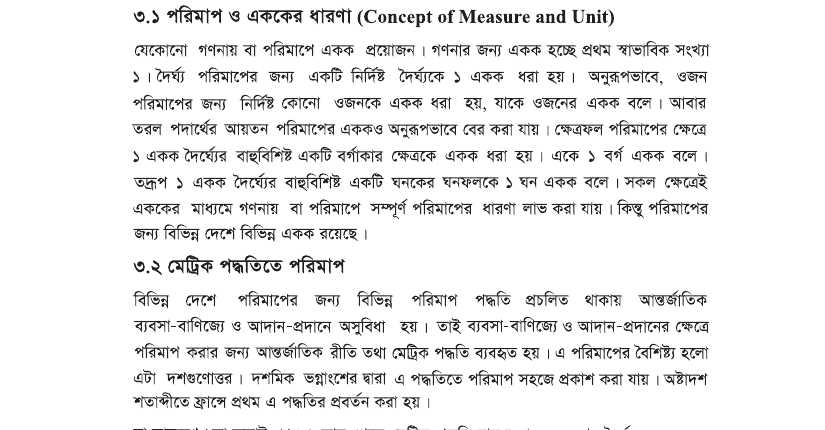 ৩.১ পরিমাপ ও এককের ধারণা (Concept of Measure and Unit)
যেকোনো গণনায় বা পরিমাপে একক প্রয়োজন। গণনার জন্য একক হচ্ছে প্রথম স্বাভাবিক সংখ্যা
১। দৈর্ঘ্য পরিমাপের জন্য একটি নির্দিষ্ট দৈর্ঘ্যকে ১ একক ধরা হয়। অনুরূপভাবে, ওজন
পরিমাপের জন্য নির্দিষ্ট কোনো ওজনকে একক ধরা হয়, যাকে ওজনের একক বলে। আবার
তরল পদার্থের আয়তন পরিমাপের এককও অনুরূপভাবে বের করা যায়। ক্ষেত্রফল পরিমাপের ক্ষেত্রে
১ একক দৈর্ঘ্যের বাহুবিশিষ্ট একটি বর্গাকার ক্ষেত্রকে একক ধরা হয়। একে ১ বর্গ একক বলে।
তদ্রূপ ১ একক দৈর্ঘ্যের বাহুবিশিষ্ট একটি ঘনকের ঘনফলকে ১ ঘন একক বলে। সকল ক্ষেত্রেই
এককের মাধ্যমে গণনায় বা পরিমাপে সম্পূর্ণ পরিমাপের ধারণা লাভ করা যায়। কিন্তু পরিমাপের
জন্য বিভিন্ন দেশে বিভিন্ন একক রয়েছে।
৩.২ মেট্রিক পদ্ধতিতে পরিমাপ
বিভিন্ন দেশে পরিমাপের জন্য বিভিন্ন পরিমাপ পদ্ধতি প্রচলিত থাকায় আন্তর্জাতিক
ব্যবসা-বাণিজ্যে ও আদান-প্রদানে অসুবিধা হয়। তাই ব্যবসা-বাণিজ্যে ও আদান-প্রদানের ক্ষেত্রে
পরিমাপ করার জন্য আন্তর্জাতিক রীতি তথা মেট্রিক পদ্ধতি ব্যবহৃত হয়। এ পরিমাপের বৈশিষ্ট্য হলো
এটা দশগুণোত্তর। দশমিক ভগ্নাংশের দ্বারা এ পদ্ধতিতে পরিমাপ সহজে প্রকাশ করা যায়। অষ্টাদশ
শতাব্দীতে ফ্রান্সে প্রথম এ পদ্ধতির প্রবর্তন করা হয়।